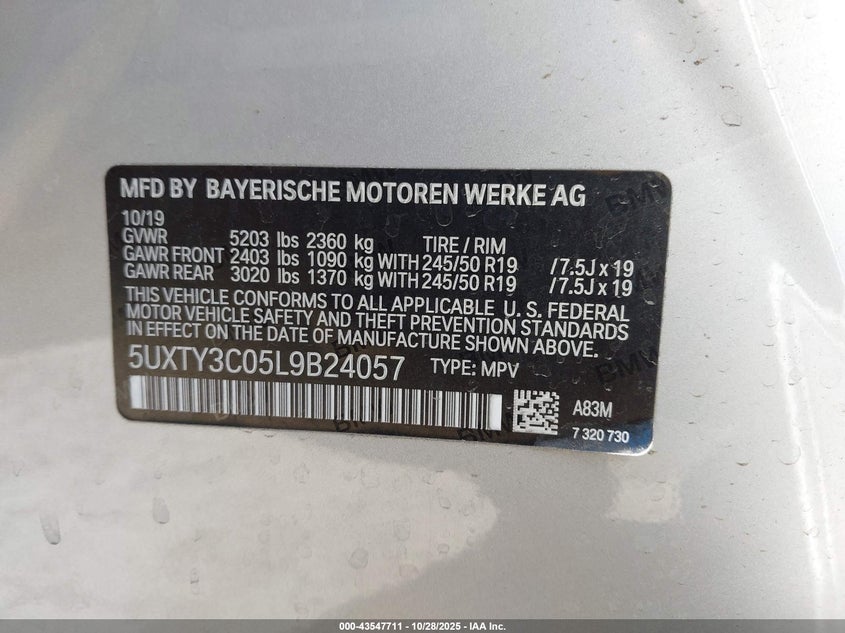 MFD BY BAYERISCHE MOTOREN WERKE AG
10/19
GVWR 5203 lbs 2360 kg TIRE / RIM
GAWR FRONT 2403 lbs 1090 kg WITH 245/50 R19 /7.5J x 19
GAWR REAR 3020 lbs 1370 kg WITH 245/50 R19 /7.5J x 19
THIS VEHICLE CONFORMS TO ALL APPLICABLE U. S. FEDERAL
MOTOR VEHICLE SAFETY AND THEFT PREVENTION STANDARDS
IN EFFECT ON THE DATE OF MANUFACTURE SHOWN ABOVE.
5UXTY3C05L9B24057 TYPE: MPV
A83M
7 320 730
000-43547711 - 10/28/2025 - IAA Inc.